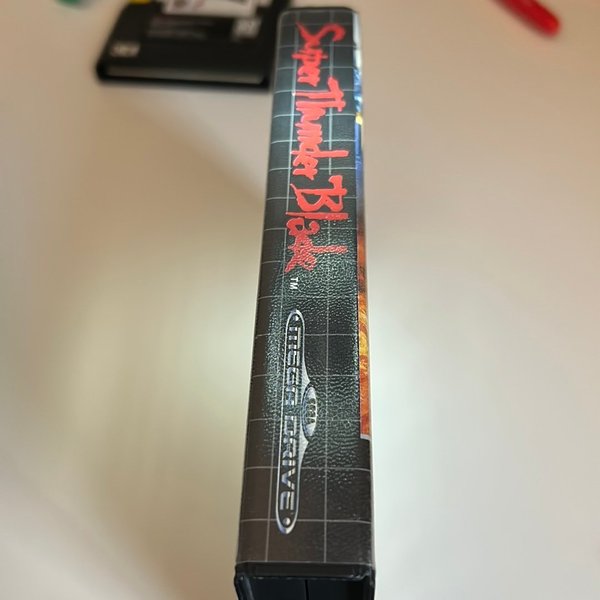 Super Thunder Blade
TM
SEGA
MEGA DRIVE